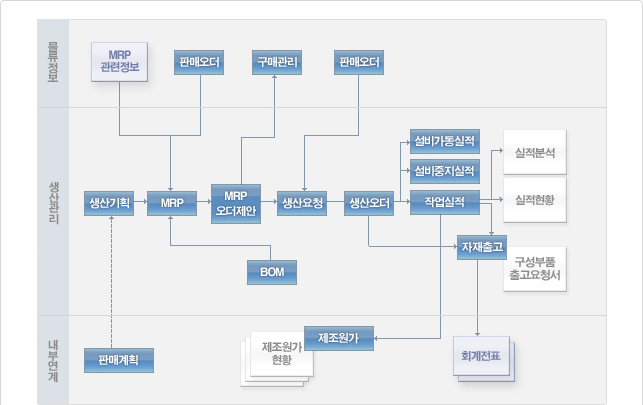 물류정보
MRP
관련정보
판매오더
구매관리
판매오더
생산관리
설비가동실적
설비중지실적
작업실적
실적분석
실적현황
생산기획
MRP
MRP
오더제안
생산요청
생산오더
자재출고
구성부품
출고요청서
BOM
내부연계
판매계획
제조원가
현황
제조원가
회계전표